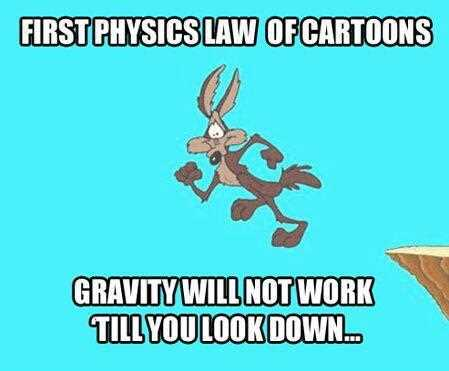 FIRST PHYSICS LAW OF CARTOONS
GRAVITY WILL NOT WORK
'TILL YOU LOOK DOWN...